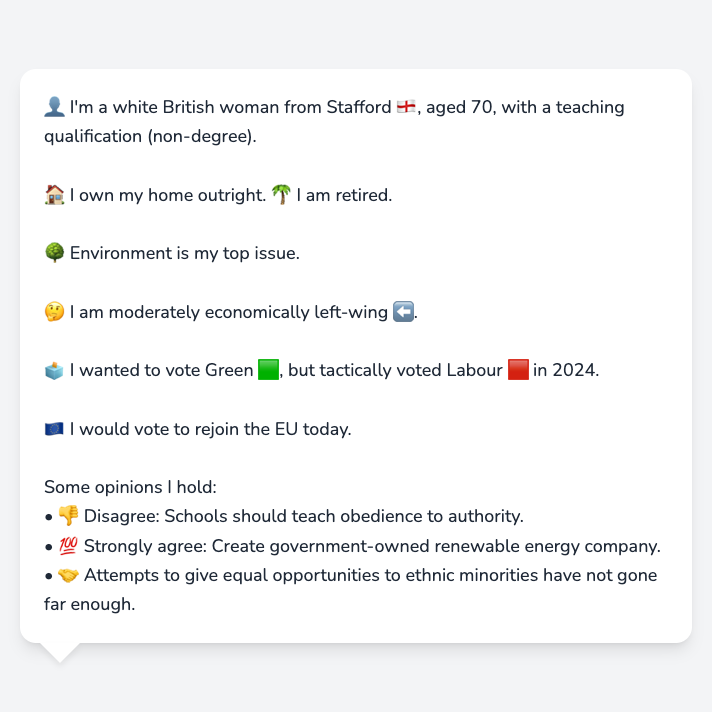 👤 I'm a white British woman from Stafford 🏴󠁧󠁢󠁥󠁮󠁧󠁿, aged 70, with a teaching
qualification (non-degree).
🏠 I own my home outright. 🌴 I am retired.
🌳 Environment is my top issue.
🤔 I am moderately economically left-wing ⬅️.
🗳️ I wanted to vote Green 🟩, but tactically voted Labour 🟥 in 2024.
🇪🇺 I would vote to rejoin the EU today.
Some opinions I hold:
• 👎 Disagree: Schools should teach obedience to authority.
• 💯 Strongly agree: Create government-owned renewable energy company.
• 🤝 Attempts to give equal opportunities to ethnic minorities have not gone
far enough.